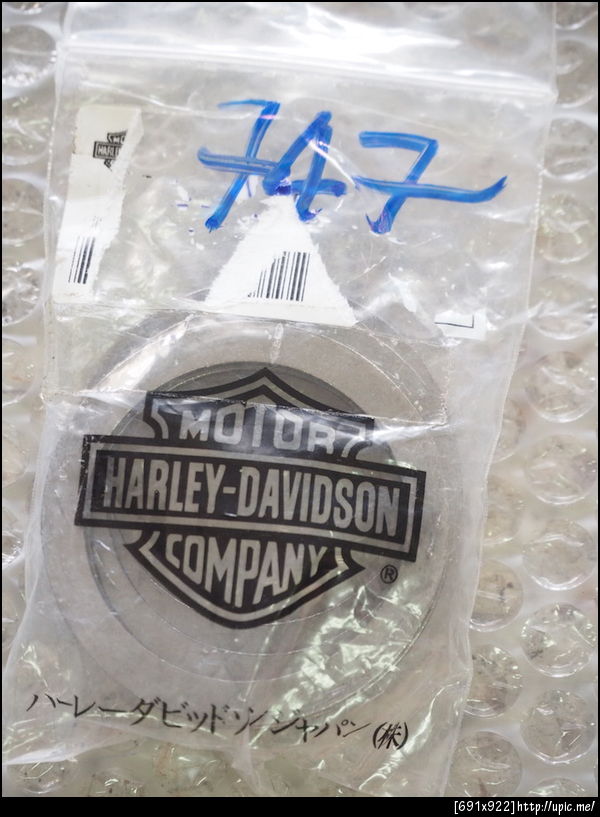 747
MOTOR
HARLEY-DAVIDSON
COMPANY
®
ハーレーダビッドソン ジャパン(株)
[691x922]http://upic.me/